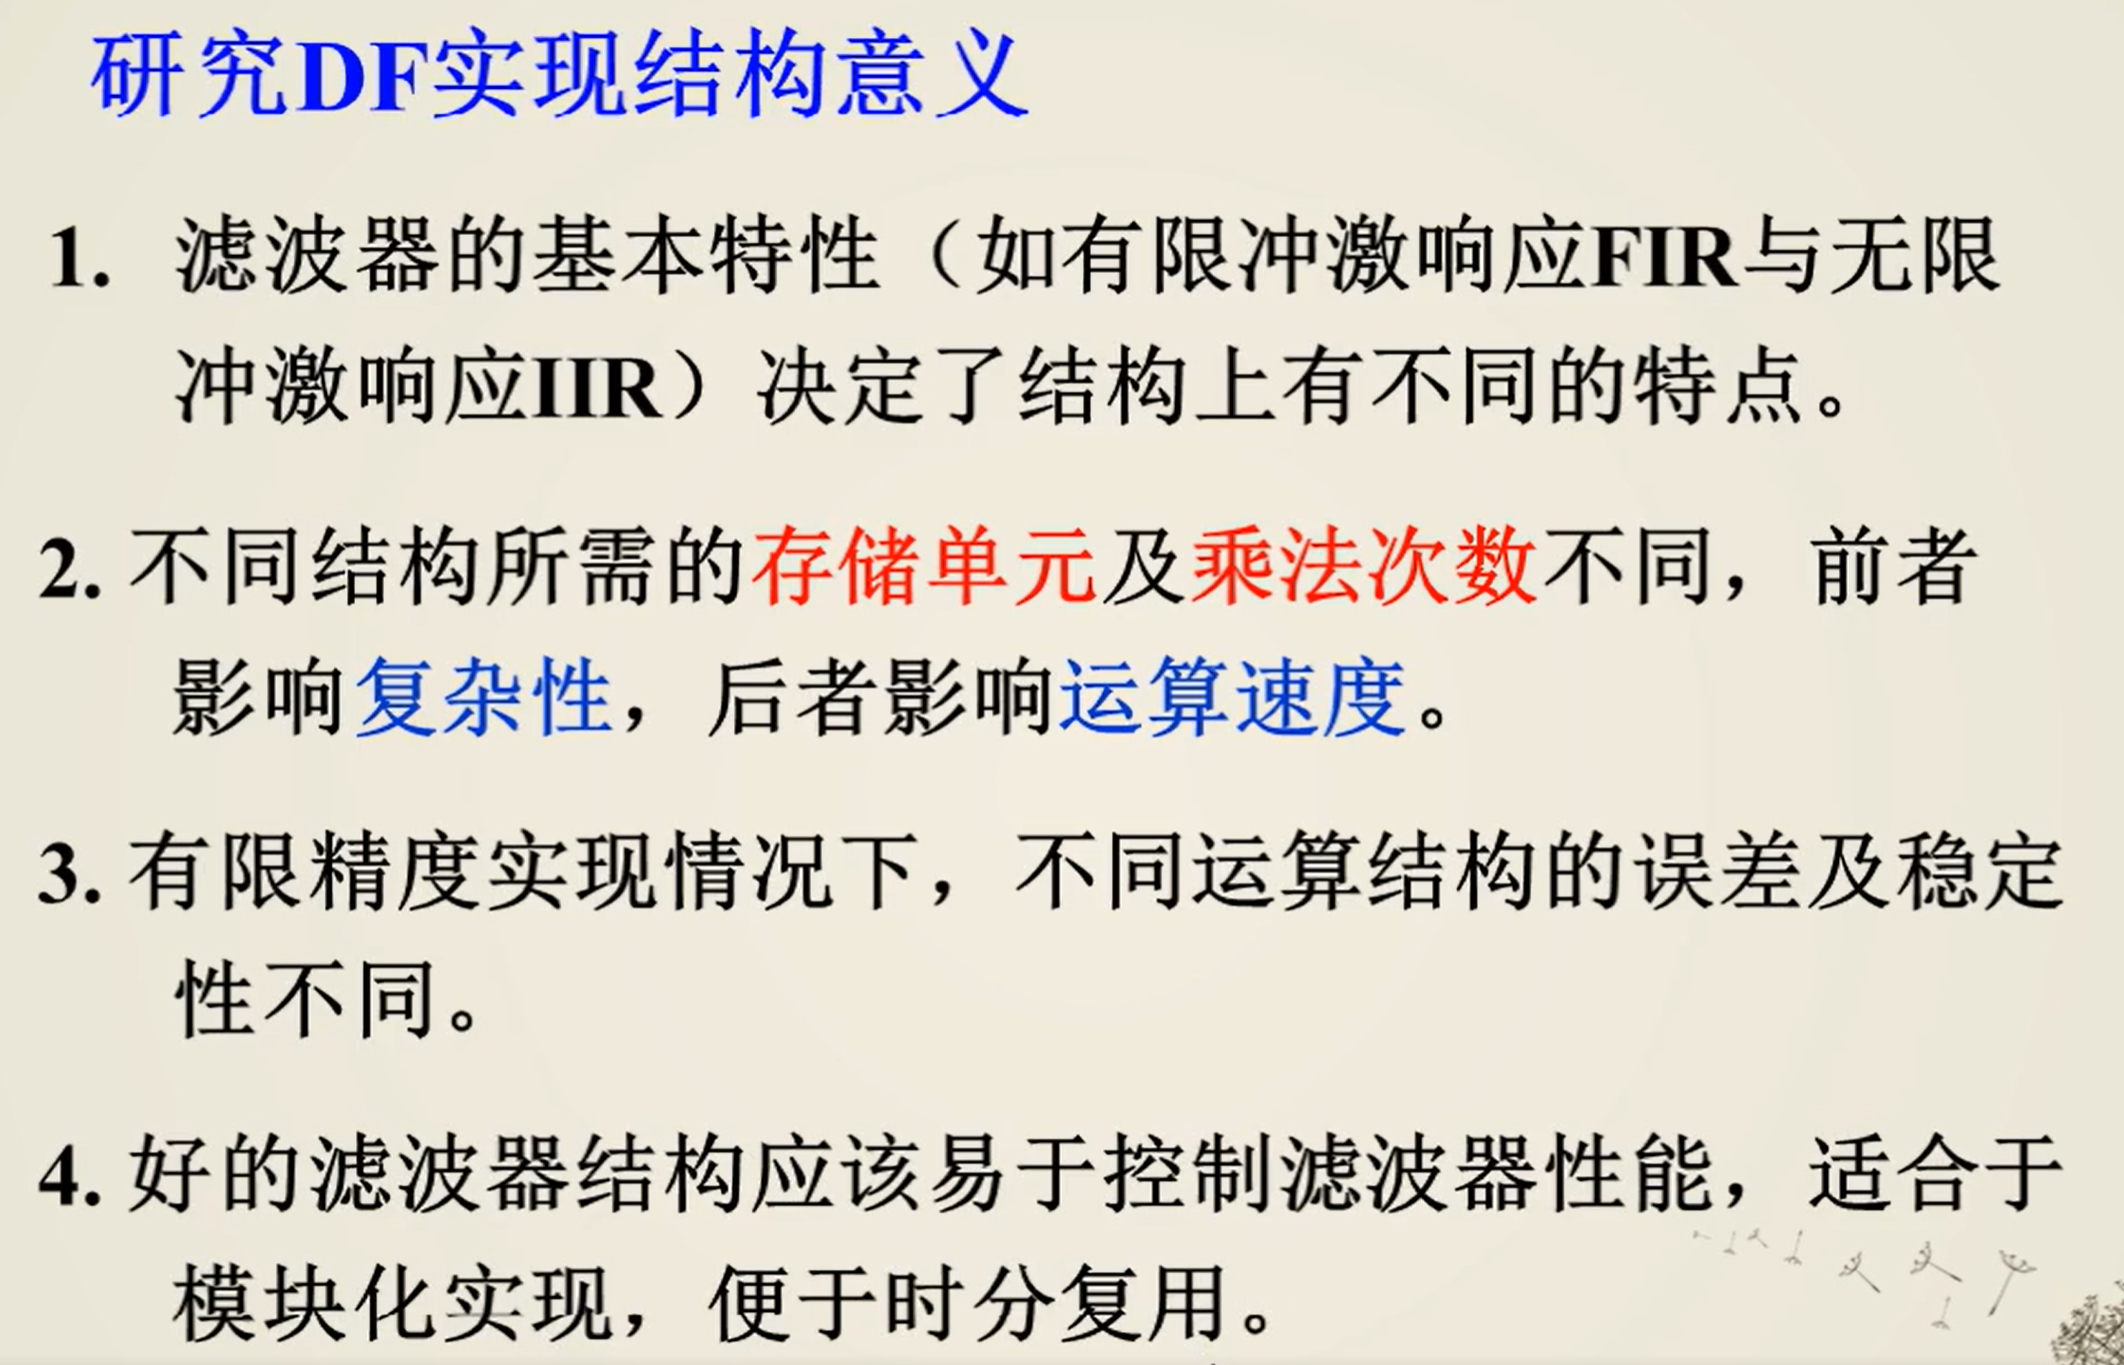 研究DF实现结构意义
1. 滤波器的基本特性（如有限冲激响应FIR与无限
冲激响应IIR）决定了结构上有不同的特点。
2. 不同结构所需的存储单元及乘法次数不同，前者
影响复杂性，后者影响运算速度。
3. 有限精度实现情况下，不同运算结构的误差及稳定
性不同。
4. 好的滤波器结构应该易于控制滤波器性能，适合于
模块化实现，便于时分复用。